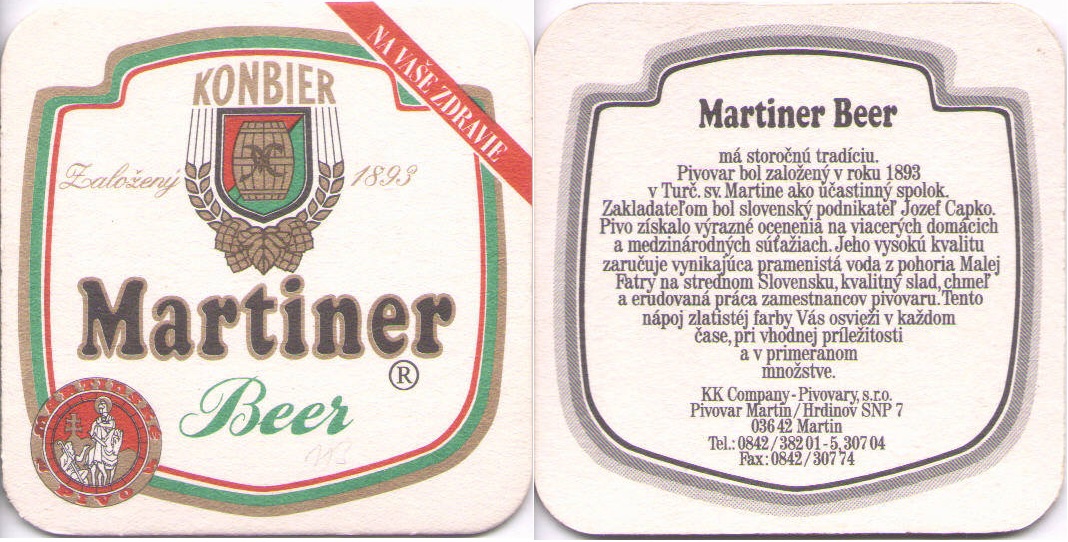 NA VAŠE ZDRAVIE
KONBIER
Založený 1893
Martiner
®
Beer
113
MARTINSKÉ
PIVO
Martiner Beer
má storočnú tradíciu.
Pivovar bol založený v roku 1893
v Turč. sv. Martine ako účastinný spolok.
Zakladateľom bol slovenský podnikateľ Jozef Capko.
Pivo získalo výrazné ocenenia na viacerých domácich
a medzinárodných súťažiach. Jeho vysokú kvalitu
zaručuje vynikajúca pramenistá voda z pohoria Malej
Fatry na strednom Slovensku, kvalitný slad, chmeľ
a erudovaná práca zamestnancov pivovaru. Tento
nápoj zlatistéj farby Vás osvieži v každom
čase, pri vhodnej príležitosti
a v primeranom
množstve.
KK Company - Pivovary, s.r.o.
Pivovar Martin / Hrdinov SNP 7
036 42 Martin
Tel.: 0842 / 382 01 - 5, 307 04
Fax: 0842 / 307 74